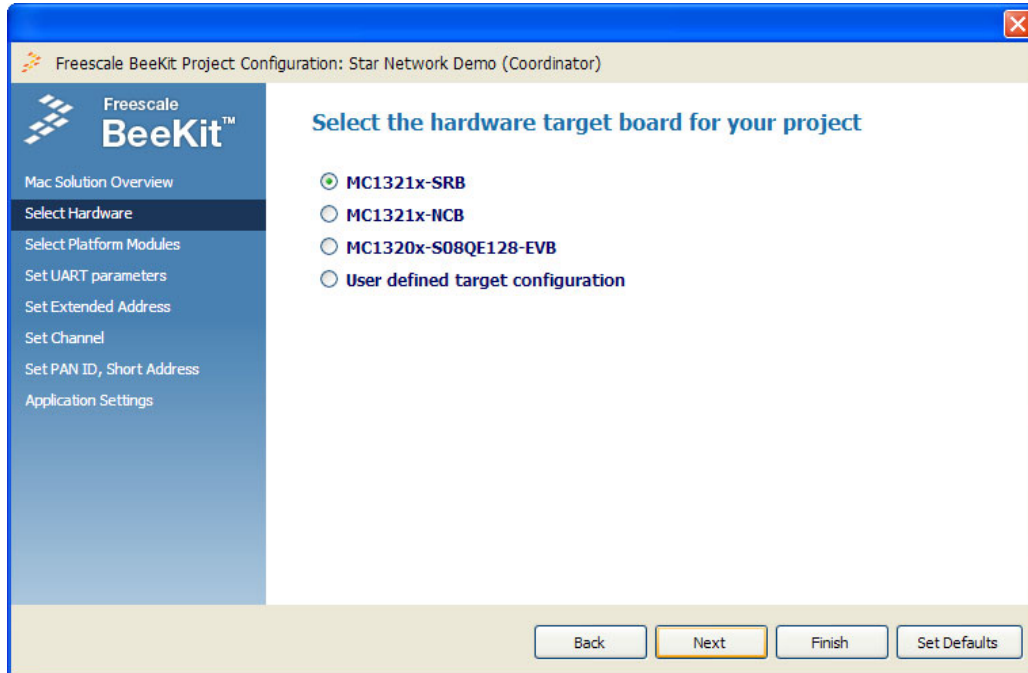 Freescale BeeKit Project Configuration: Star Network Demo (Coordinator)
Freescale
BeeKit™
Mac Solution Overview
Select Hardware
Select Platform Modules
Set UART parameters
Set Extended Address
Set Channel
Set PAN ID, Short Address
Application Settings
Select the hardware target board for your project
MC1321x-SRB
MC1321x-NCB
MC1320x-S08QE128-EVB
User defined target configuration
Back Next Finish Set Defaults